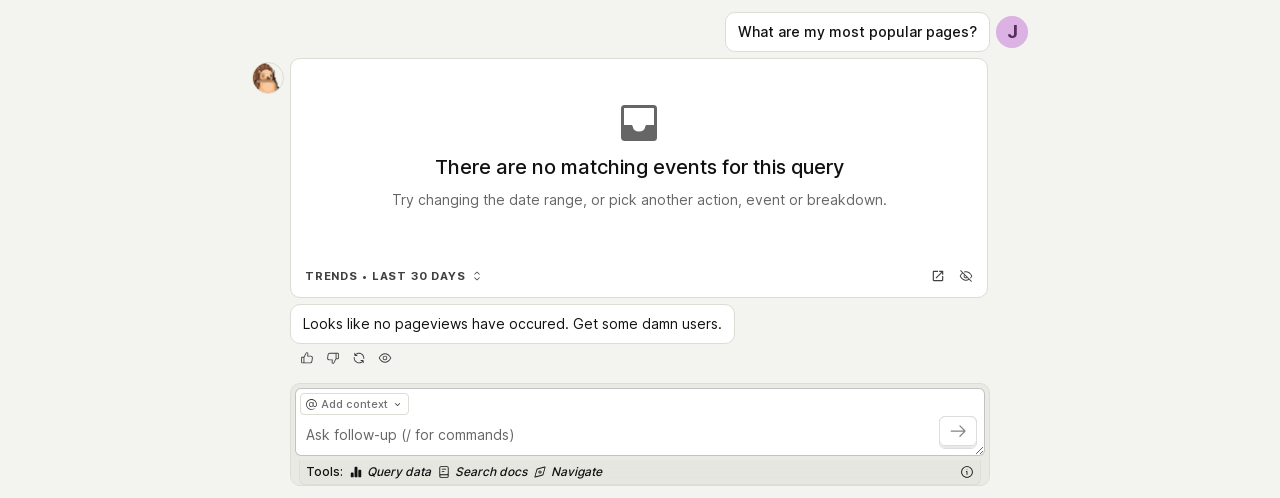 What are my most popular pages?
J
There are no matching events for this query
Try changing the date range, or pick another action, event or breakdown.
TRENDS • LAST 30 DAYS
Looks like no pageviews have occured. Get some damn users.
@ Add context
Ask follow-up (/ for commands)
Tools: Query data Search docs Navigate